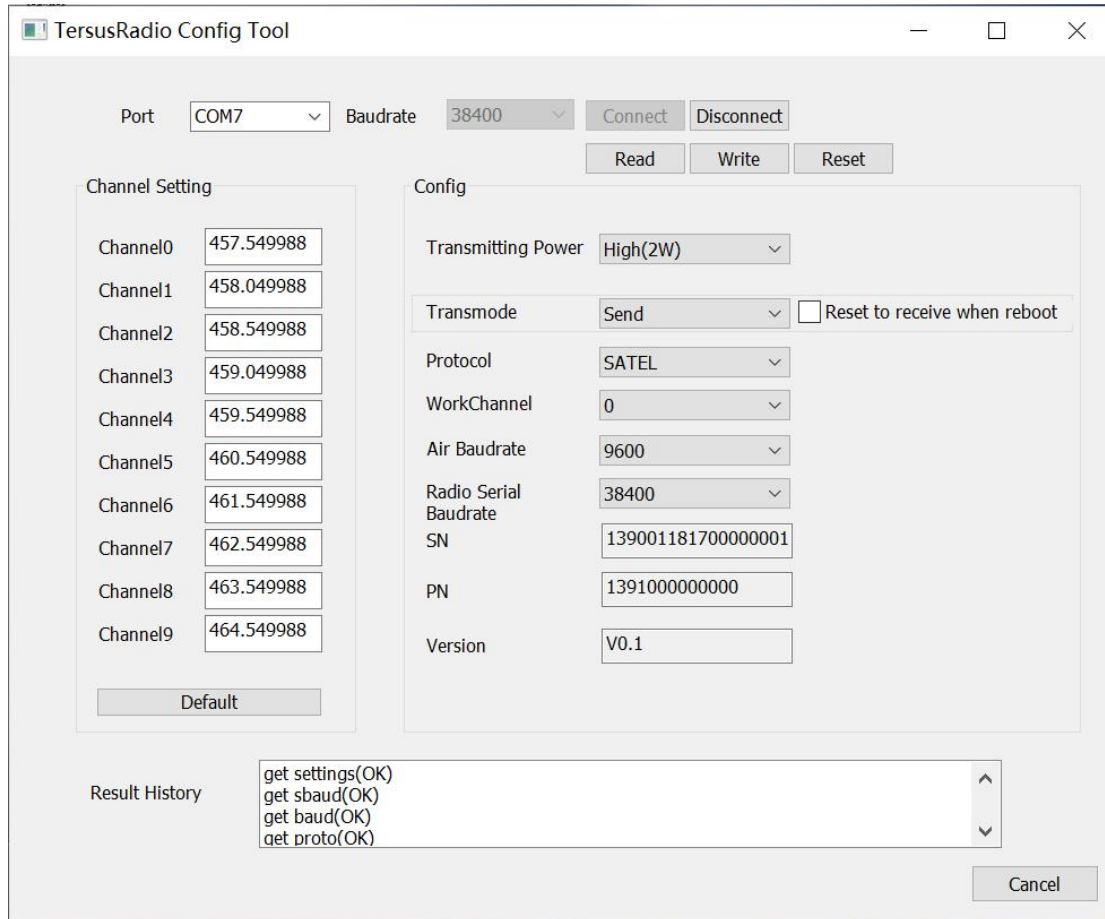 TersusRadio Config Tool
Port COM7 Baudrate 38400 Connect Disconnect
Read Write Reset
Channel Setting
Channel0 457.549988
Channel1 458.049988
Channel2 458.549988
Channel3 459.049988
Channel4 459.549988
Channel5 460.549988
Channel6 461.549988
Channel7 462.549988
Channel8 463.549988
Channel9 464.549988
Default
Config
Transmitting Power High(2W)
Transmode Send Reset to receive when reboot
Protocol SATEL
WorkChannel 0
Air Baudrate 9600
Radio Serial
Baudrate 38400
SN 139001181700000001
PN 1391000000000
Version V0.1
Result History
get settings(OK)
get sbaud(OK)
get baud(OK)
get proto(OK)
Cancel